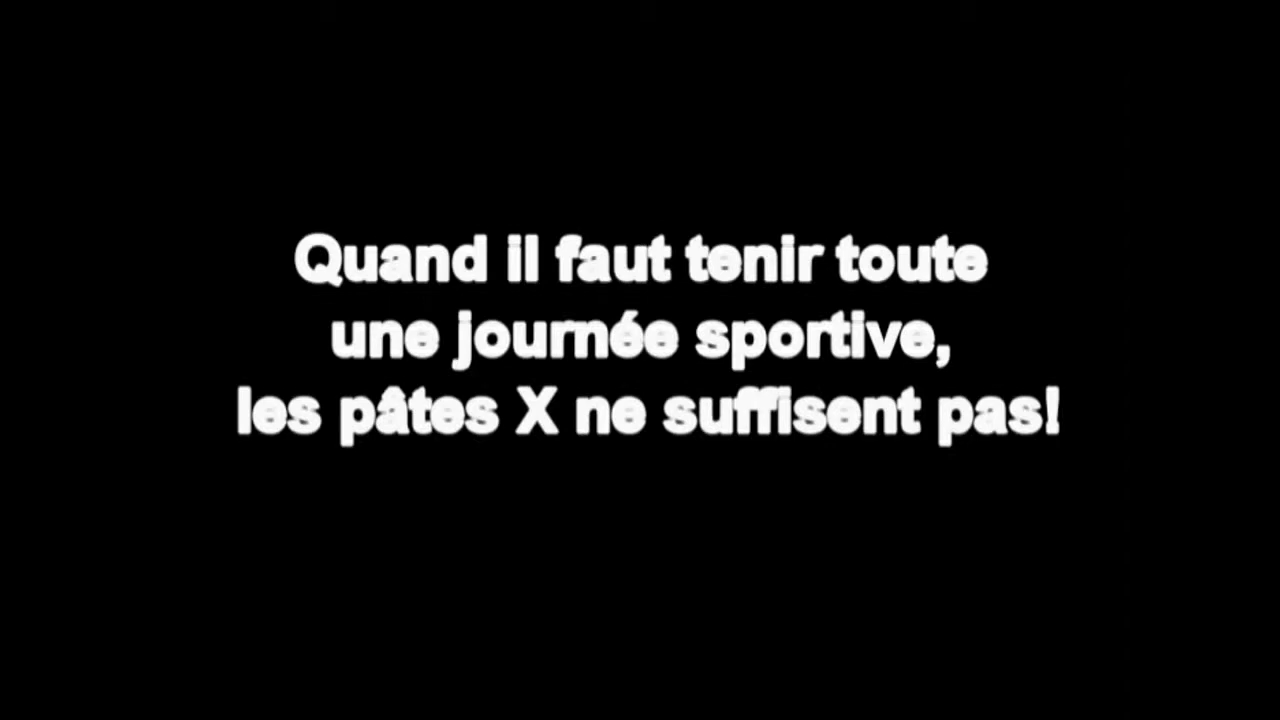 Quand il faut tenir toute
une journée sportive,
les pâtes X ne suffisent pas!